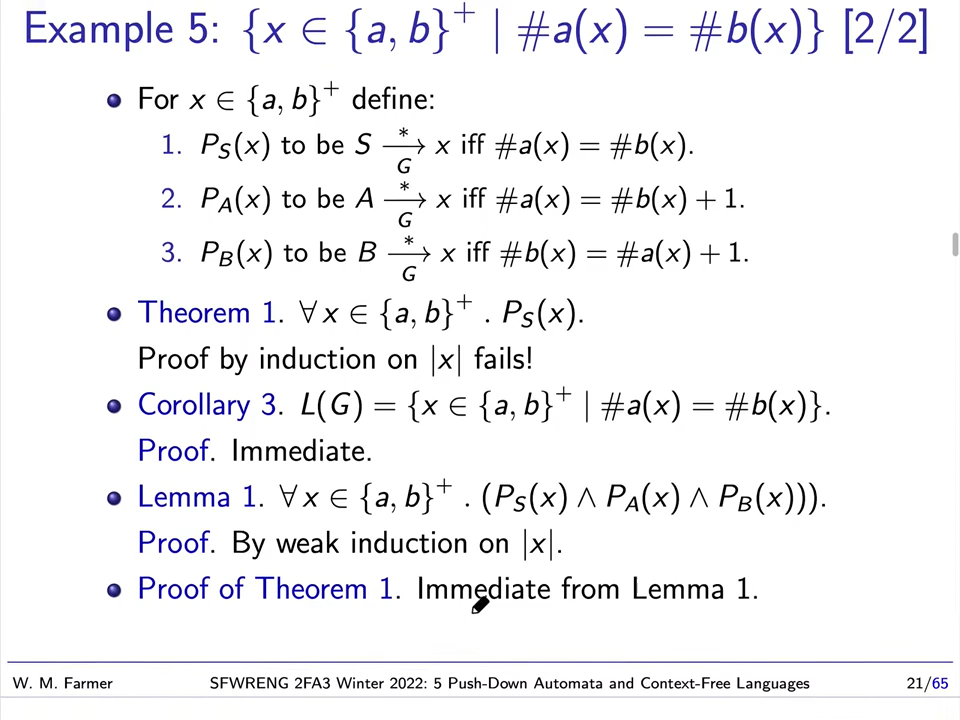 Example 5: {x ∈ {a, b}⁺ | #a(x) = #b(x)} [2/2]
For x ∈ {a, b}⁺ define:
1. P_S(x) to be S →*_G x iff #a(x) = #b(x).
2. P_A(x) to be A →*_G x iff #a(x) = #b(x) + 1.
3. P_B(x) to be B →*_G x iff #b(x) = #a(x) + 1.
Theorem 1. ∀ x ∈ {a, b}⁺ . P_S(x).
Proof by induction on |x| fails!
Corollary 3. L(G) = {x ∈ {a, b}⁺ | #a(x) = #b(x)}.
Proof. Immediate.
Lemma 1. ∀ x ∈ {a, b}⁺ . (P_S(x) ∧ P_A(x) ∧ P_B(x))).
Proof. By weak induction on |x|.
Proof of Theorem 1. Immediate from Lemma 1.
W. M. Farmer SFWRENG 2FA3 Winter 2022: 5 Push-Down Automata and Context-Free Languages 21/65